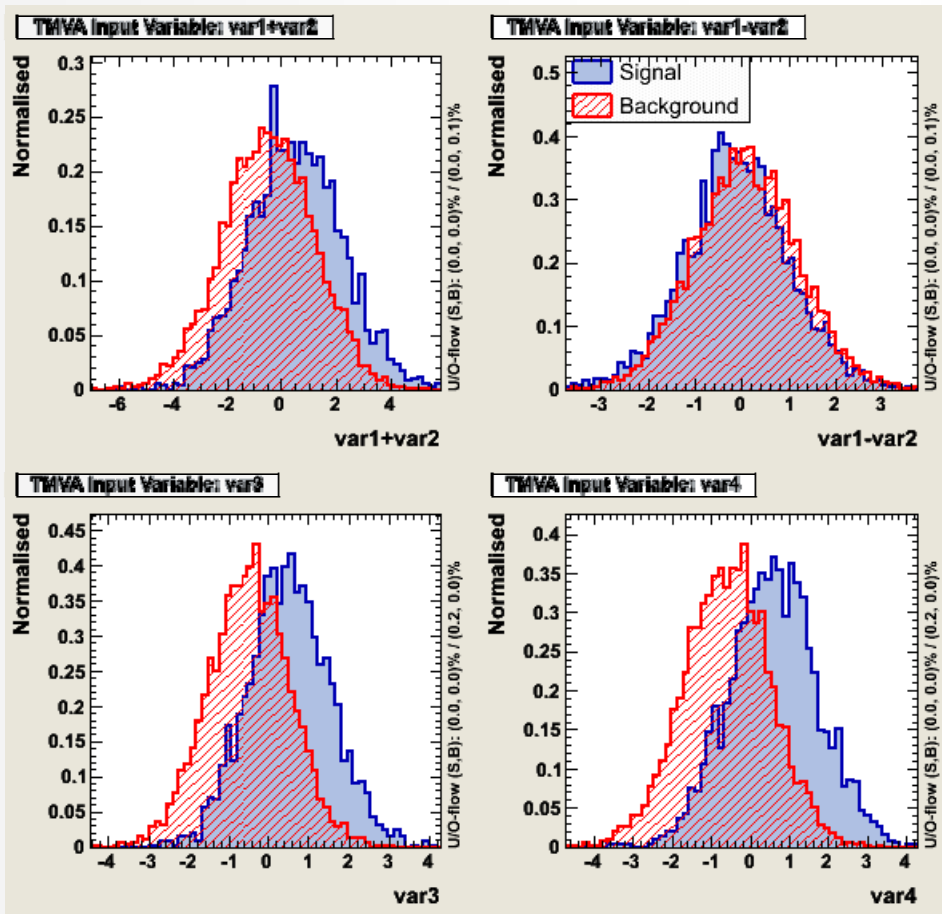 TMVA Input Variable: var1+var2
Normalised
0.3
0.25
0.2
0.15
0.1
0.05
0
-6 -4 -2 0 2 4
var1+var2
U/O-flow (S,B): (0.0, 0.0)% / (0.0, 0.1)%
TMVA Input Variable: var1-var2
Normalised
0.5
0.4
0.3
0.2
0.1
0
Signal
Background
-3 -2 -1 0 1 2 3
var1-var2
U/O-flow (S,B): (0.0, 0.0)% / (0.0, 0.1)%
TMVA Input Variable: var3
Normalised
0.45
0.4
0.35
0.3
0.25
0.2
0.15
0.1
0.05
0
-4 -3 -2 -1 0 1 2 3 4
var3
U/O-flow (S,B): (0.0, 0.0)% / (0.2, 0.0)%
TMVA Input Variable: var4
Normalised
0.4
0.35
0.3
0.25
0.2
0.15
0.1
0.05
0
-4 -3 -2 -1 0 1 2 3 4
var4
U/O-flow (S,B): (0.0, 0.0)% / (0.2, 0.0)%